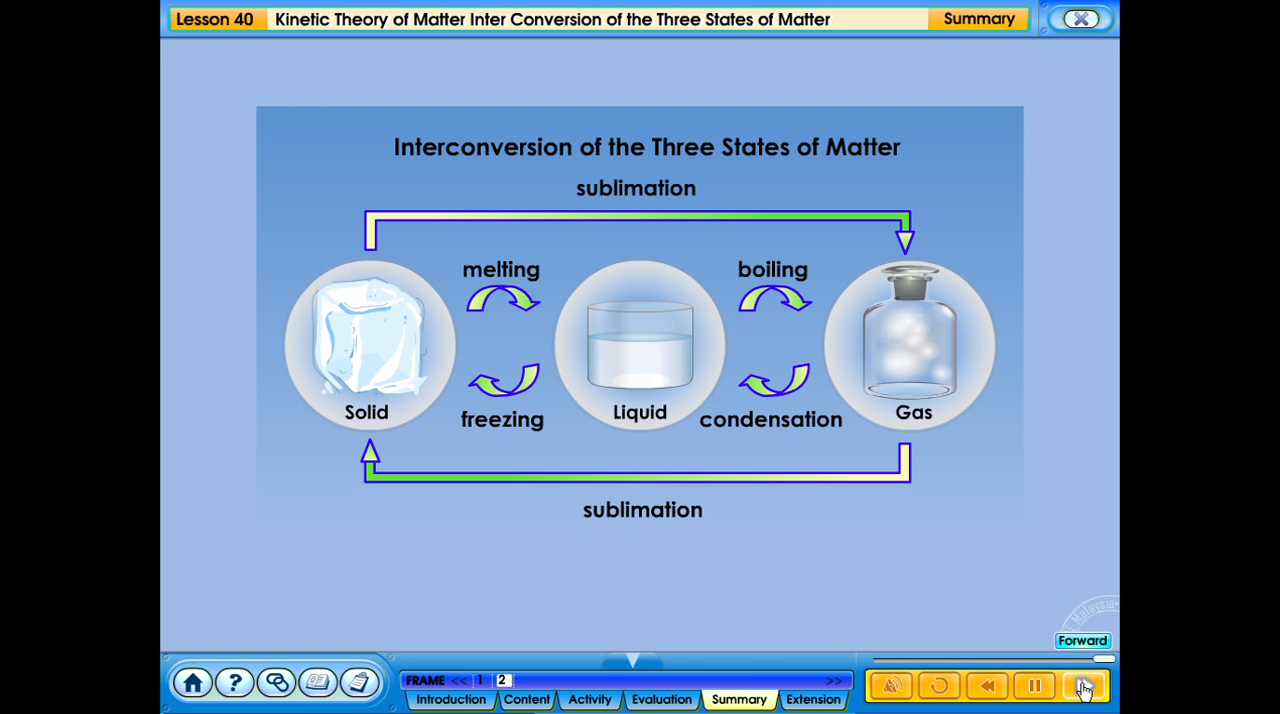 Lesson 40 Kinetic Theory of Matter Inter Conversion of the Three States of Matter Summary
Interconversion of the Three States of Matter
sublimation
melting boiling
Solid Liquid Gas
freezing condensation
sublimation
Malaysia
Forward
?
FRAME << 1 2 >>
Introduction Content Activity Evaluation Summary Extension